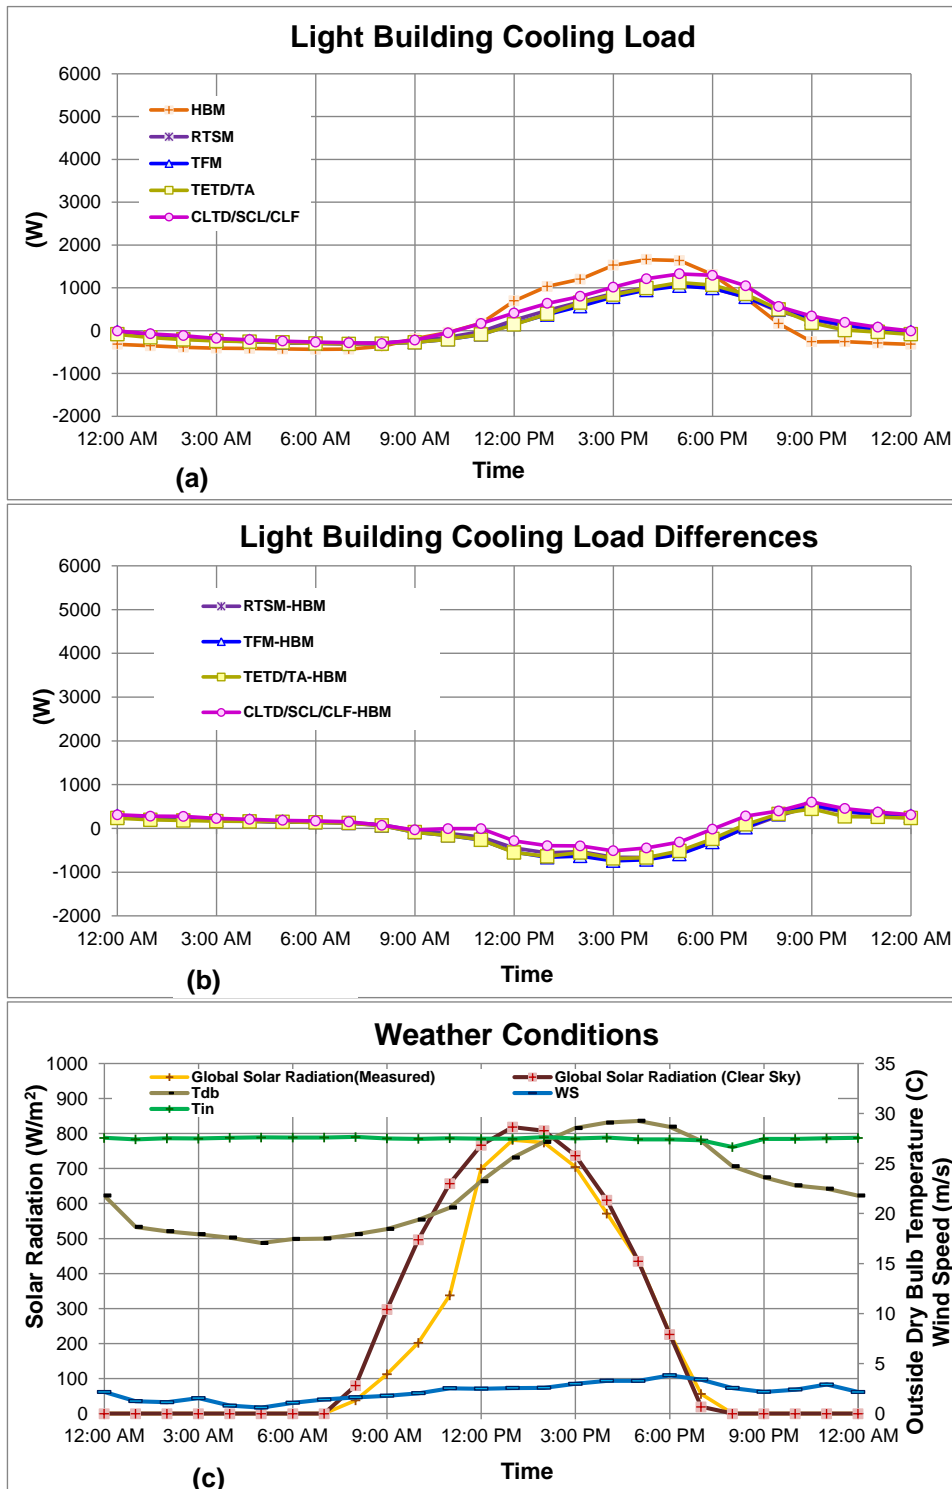 Light Building Cooling Load
6000
5000
4000
3000
2000
1000
0
-1000
-2000
(W)
HBM
RTSM
TFM
TETD/TA
CLTD/SCL/CLF
12:00 AM 3:00 AM 6:00 AM 9:00 AM 12:00 PM 3:00 PM 6:00 PM 9:00 PM 12:00 AM
Time
(a)
Light Building Cooling Load Differences
6000
5000
4000
3000
2000
1000
0
-1000
-2000
(W)
RTSM-HBM
TFM-HBM
TETD/TA-HBM
CLTD/SCL/CLF-HBM
12:00 AM 3:00 AM 6:00 AM 9:00 AM 12:00 PM 3:00 PM 6:00 PM 9:00 PM 12:00 AM
Time
(b)
Weather Conditions
1000
900
800
700
600
500
400
300
200
100
0
Solar Radiation (W/m²)
Global Solar Radiation(Measured) Global Solar Radiation (Clear Sky)
Tdb WS
Tin
35
30
25
20
15
10
5
0
Outside Dry Bulb Temperature (C)
Wind Speed (m/s)
12:00 AM 3:00 AM 6:00 AM 9:00 AM 12:00 PM 3:00 PM 6:00 PM 9:00 PM 12:00 AM
Time
(c)